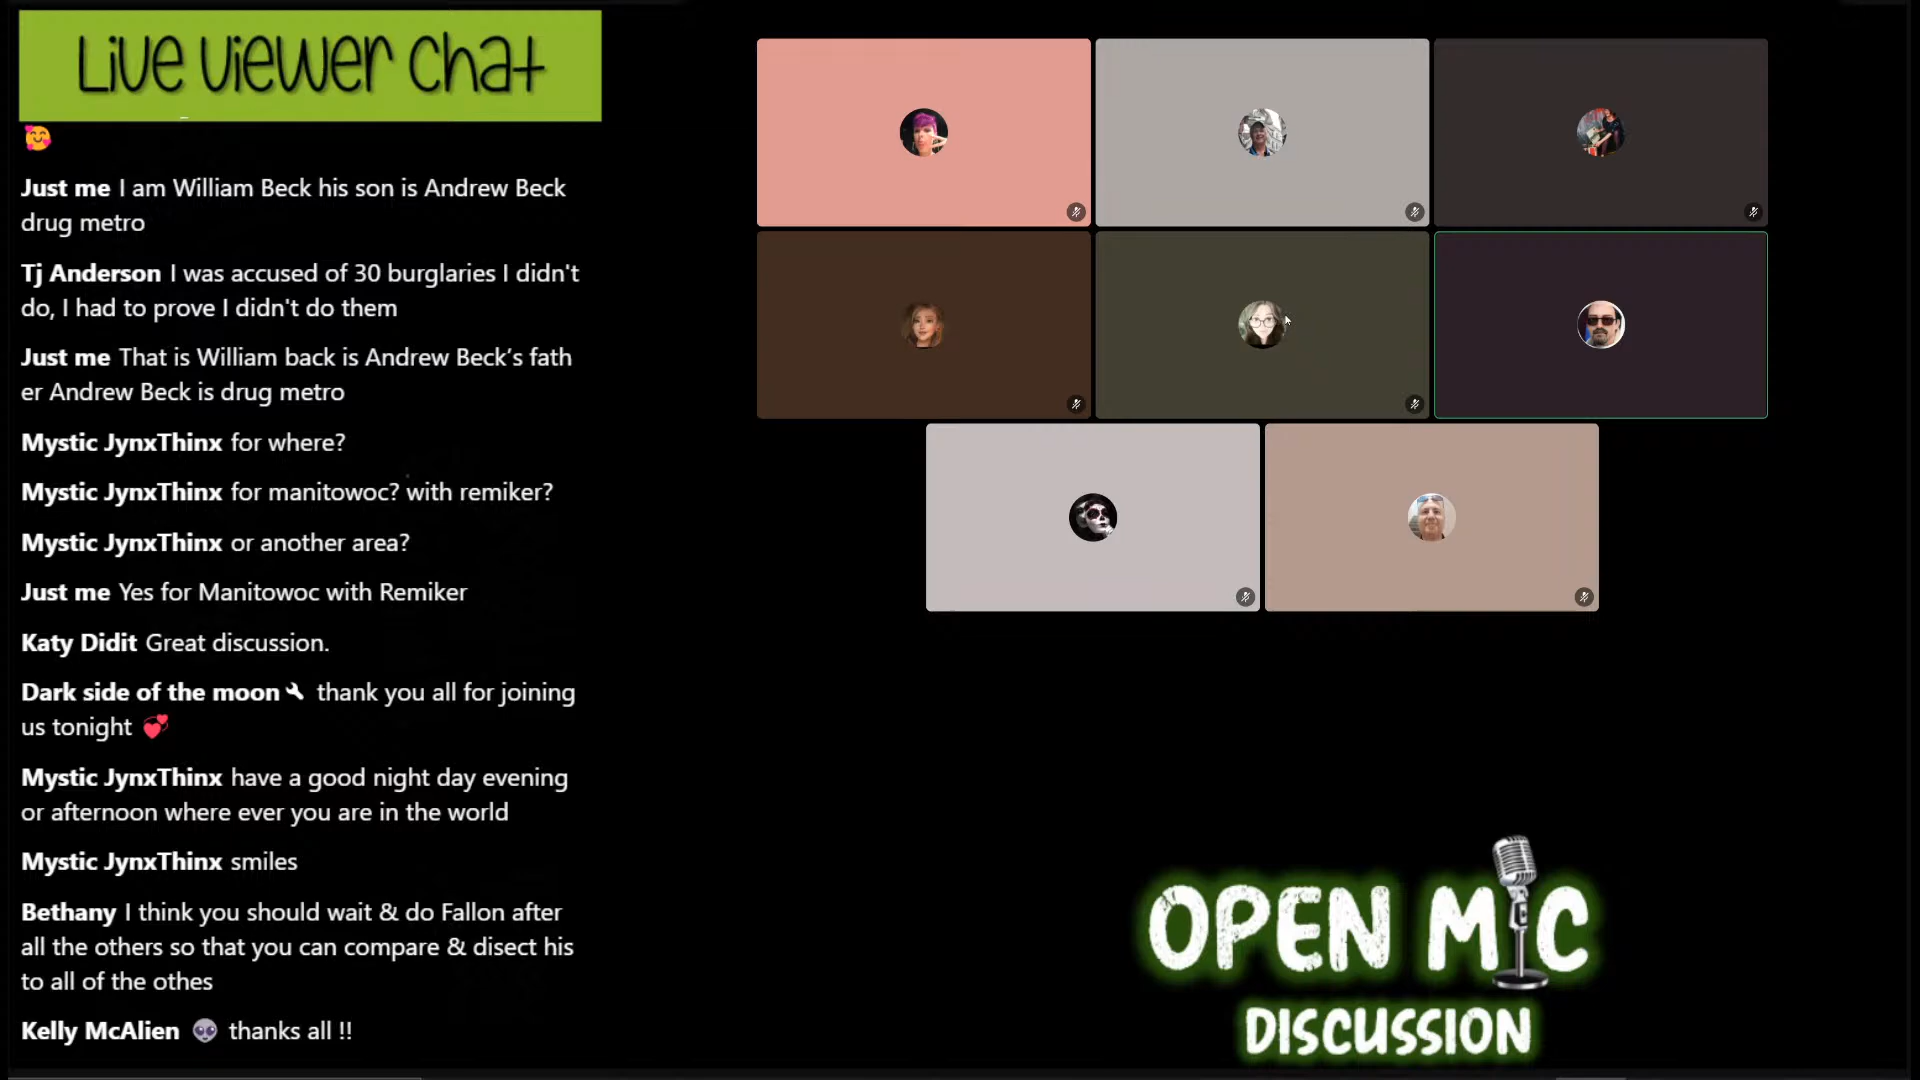 Live Viewer Chat
Just me I am William Beck his son is Andrew Beck
drug metro
Tj Anderson I was accused of 30 burglaries I didn't
do, I had to prove I didn't do them
Just me That is William back is Andrew Beck’s fath
er Andrew Beck is drug metro
Mystic JynxThinx for where?
Mystic JynxThinx for manitowoc? with remiker?
Mystic JynxThinx or another area?
Just me Yes for Manitowoc with Remiker
Katy Didit Great discussion.
Dark side of the moon thank you all for joining
us tonight 💞
Mystic JynxThinx have a good night day evening
or afternoon where ever you are in the world
Mystic JynxThinx smiles
Bethany I think you should wait & do Fallon after
all the others so that you can compare & disect his
to all of the othes
Kelly McAlien 👽 thanks all !!
OPEN MIC
DISCUSSION